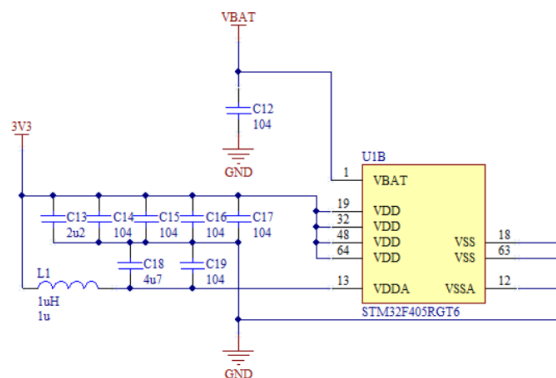 VBAT
C12
104
GND
3V3
U1B
1 VBAT
19 VDD
32 VDD
48 VDD VSS 18
64 VDD VSS 63
13 VDDA VSSA 12
STM32F405RGT6
C13 C14 C15 C16 C17
2u2 104 104 104 104
C18 C19
4u7 104
L1
1uH
1u
GND